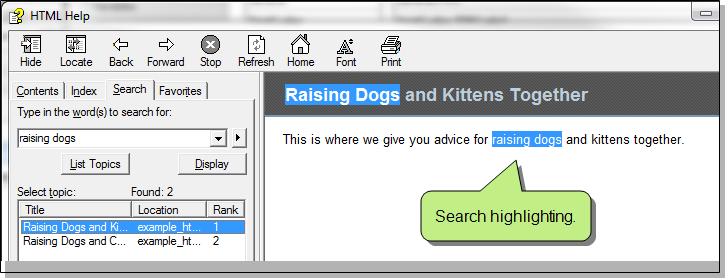 HTML Help
Hide Locate Back Forward Stop Refresh Home Font Print
Contents Index Search Favorites
Type in the word(s) to search for:
raising dogs
List Topics Display
Select topic: Found: 2
Title Location Rank
Raising Dogs and Ki... example_ht... 1
Raising Dogs and C... example_ht... 2
Raising Dogs and Kittens Together
This is where we give you advice for raising dogs and kittens together.
Search highlighting.